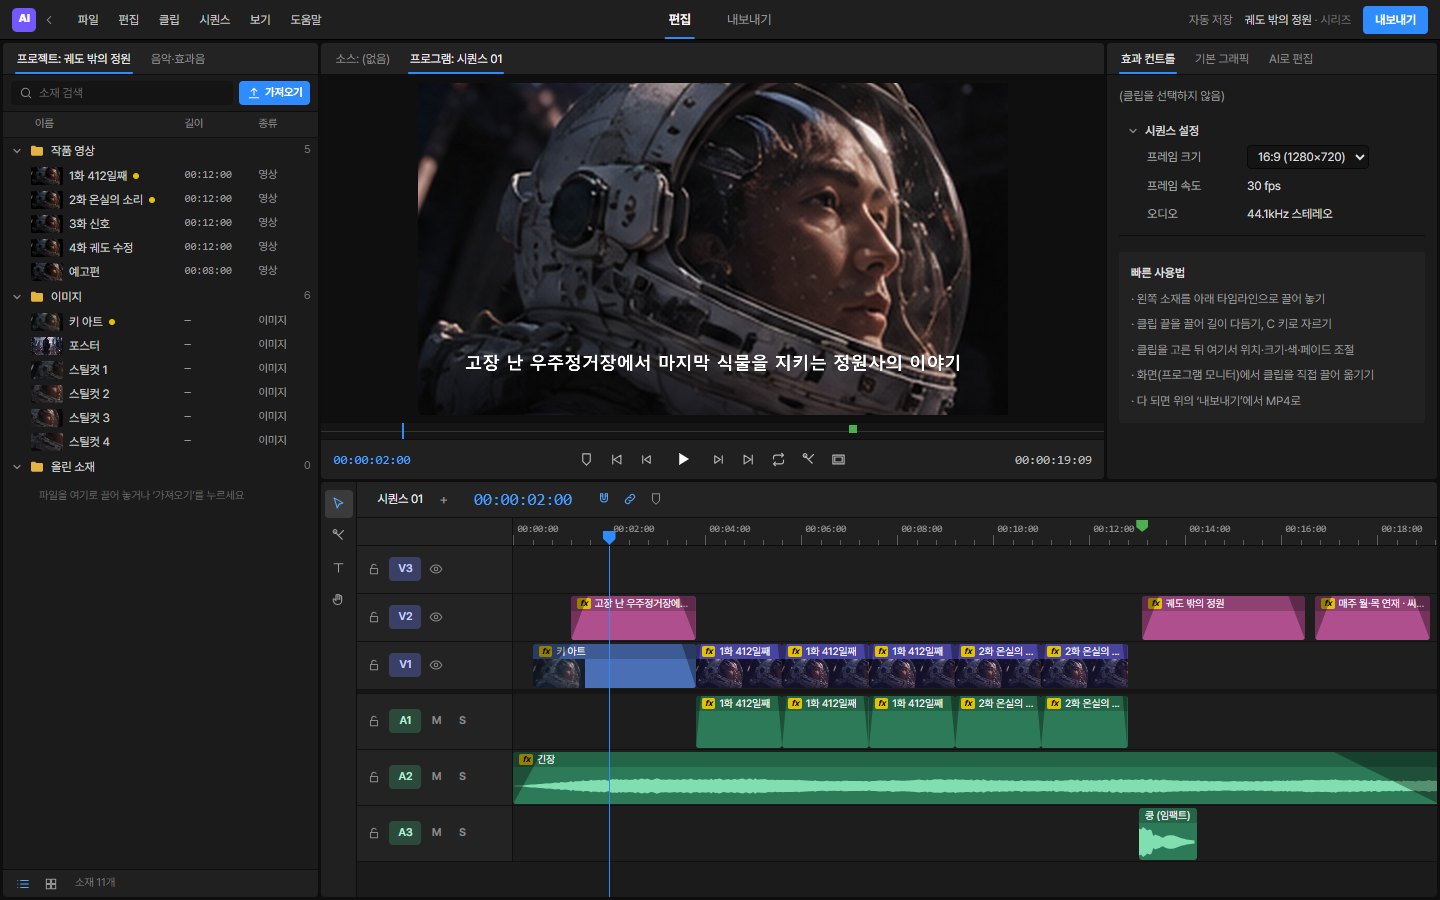 AI 파일 편집 클립 시퀀스 보기 도움말
편집 내보내기
자동 저장 궤도 밖의 정원 · 시리즈 내보내기
프로젝트: 궤도 밖의 정원 음악·효과음
소재 검색 가져오기
이름 길이 종류
작품 영상 5
1화 412일째 00:12:00 영상
2화 온실의 소리 00:12:00 영상
3화 신호 00:12:00 영상
4화 궤도 수정 00:12:00 영상
예고편 00:08:00 영상
이미지 6
키 아트 – 이미지
포스터 – 이미지
스틸컷 1 – 이미지
스틸컷 2 – 이미지
스틸컷 3 – 이미지
스틸컷 4 – 이미지
올린 소재 0
파일을 여기로 끌어 놓거나 '가져오기'를 누르세요
소재 11개
소스: (없음) 프로그램: 시퀀스 01
고장 난 우주정거장에서 마지막 식물을 지키는 정원사의 이야기
00:00:02:00 00:00:19:09
효과 컨트롤 기본 그래픽 AI로 편집
(클립을 선택하지 않음)
시퀀스 설정
프레임 크기 16:9 (1280×720)
프레임 속도 30 fps
오디오 44.1kHz 스테레오
빠른 사용법
· 왼쪽 소재를 아래 타임라인으로 끌어 놓기
· 클립 끝을 끌어 길이 다듬기, C 키로 자르기
· 클립을 고른 뒤 여기서 위치·크기·색·페이드 조절
· 화면(프로그램 모니터)에서 클립을 직접 끌어 옮기기
· 다 되면 위의 '내보내기'에서 MP4로
시퀀스 01 + 00:00:02:00
00:00:00 00:02:00 00:04:00 00:06:00 00:08:00 00:10:00 00:12:00 00:14:00 00:16:00 00:18:00
V3
V2 fx 고장 난 우주정거장에... fx 궤도 밖의 정원 fx 매주 월·목 연재 · 씨...
V1 fx 키 아트 fx 1화 412일째 fx 1화 412일째 fx 1화 412일째 fx 2화 온실의 ... fx 2화 온실의 ...
A1 M S fx 1화 412일째 fx 1화 412일째 fx 1화 412일째 fx 2화 온실의 ... fx 2화 온실의 ...
A2 M S fx 긴장
A3 M S 쿵 (임팩트)